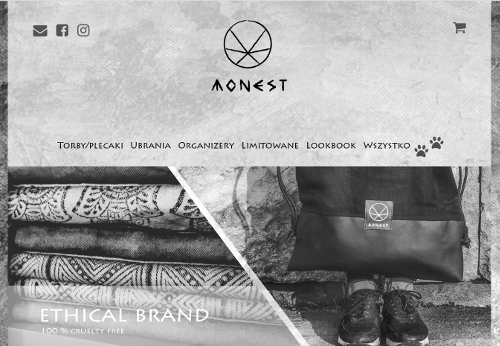 MONEST
Torby/plecaki Ubrania Organizery Limitowane Lookbook Wszystko
MONEST
ETHICAL BRAND
100 % CRUELTY FREE